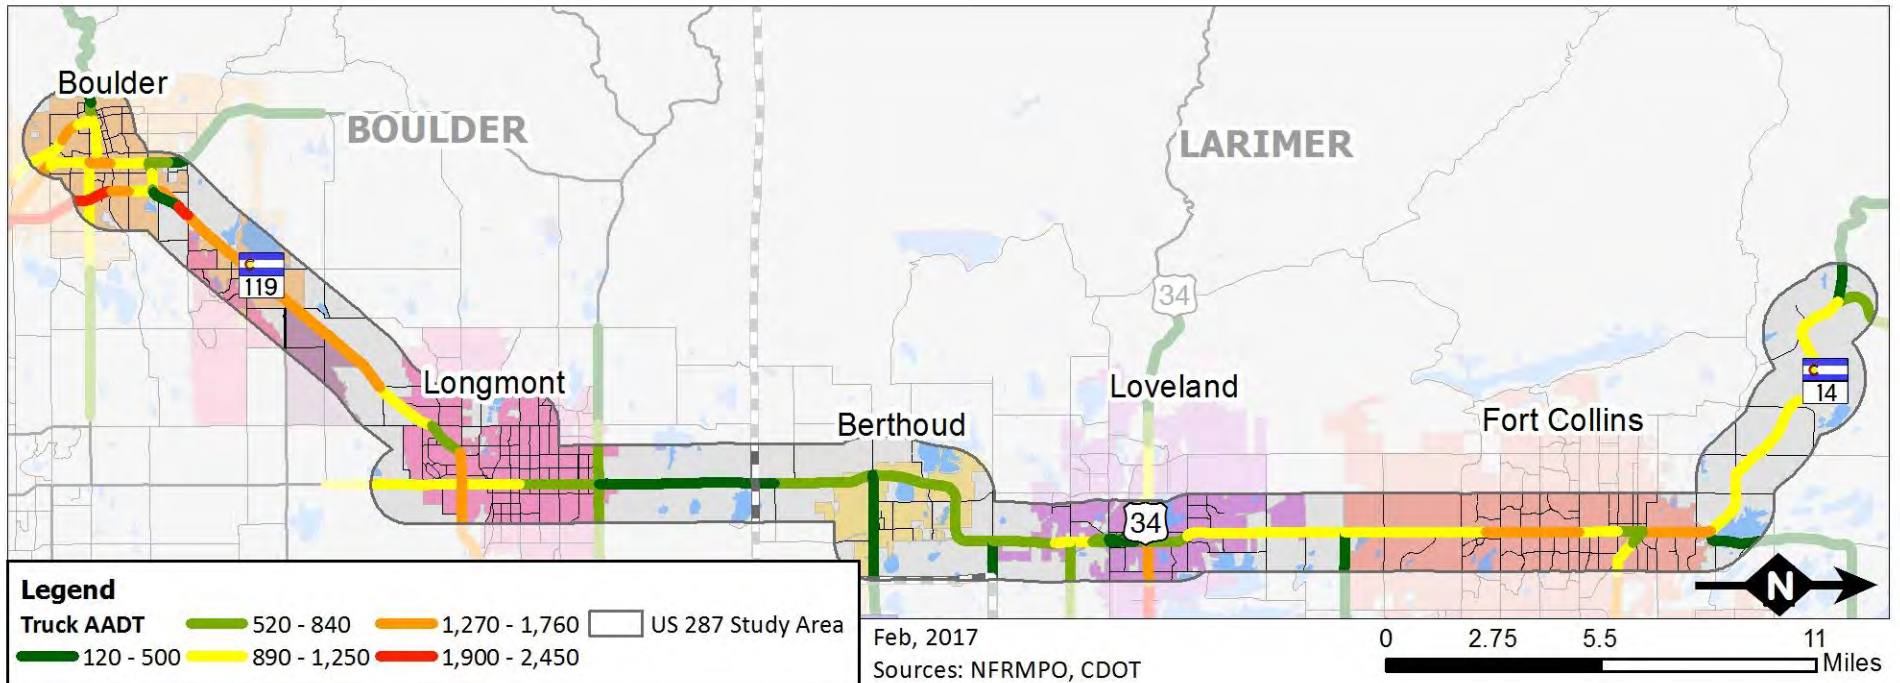 Boulder
BOULDER
LARIMER
C
119
34
Longmont
Berthoud
Loveland
Fort Collins
C
14
34
N
Legend
Truck AADT
520 - 840
1,270 - 1,760
US 287 Study Area
120 - 500
890 - 1,250
1,900 - 2,450
Feb, 2017
Sources: NFRMPO, CDOT
0 2.75 5.5 11
Miles